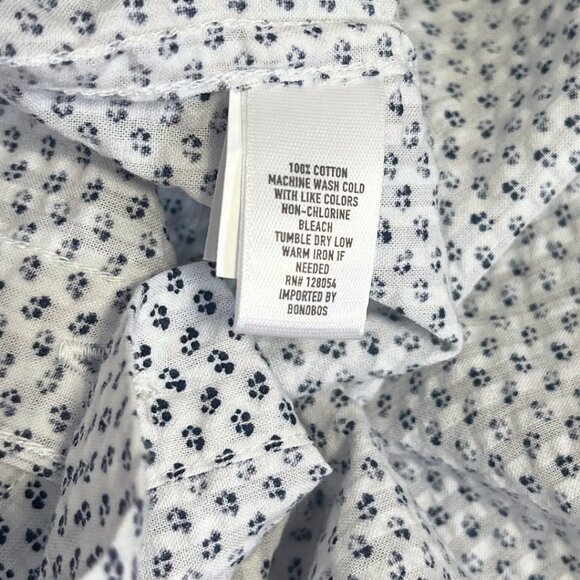 100% COTTON
MACHINE WASH COLD
WITH LIKE COLORS
NON-CHLORINE
BLEACH
TUMBLE DRY LOW
WARM IRON IF
NEEDED
RN# 128054
IMPORTED BY
BONOBOS